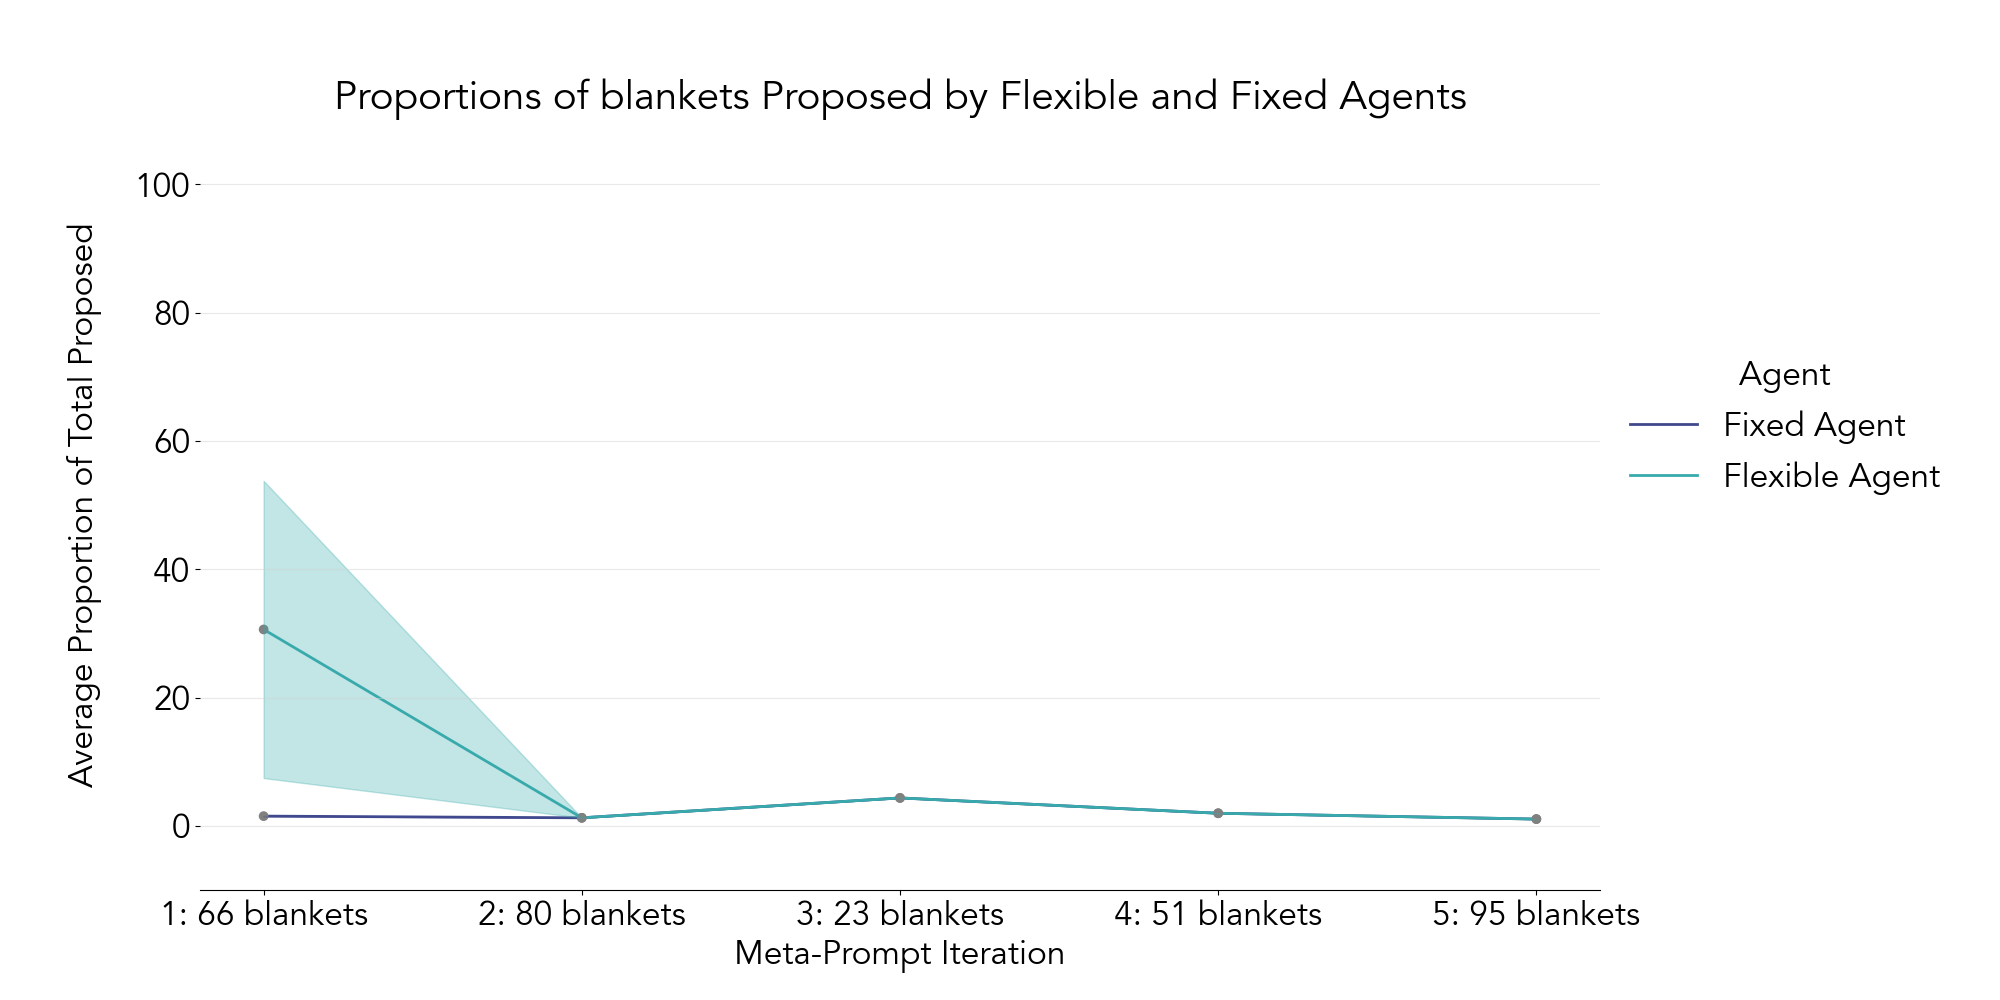 Proportions of blankets Proposed by Flexible and Fixed Agents
Average Proportion of Total Proposed
100
80
60
40
20
0
1: 66 blankets
2: 80 blankets
3: 23 blankets
4: 51 blankets
5: 95 blankets
Meta-Prompt Iteration
Agent
Fixed Agent
Flexible Agent